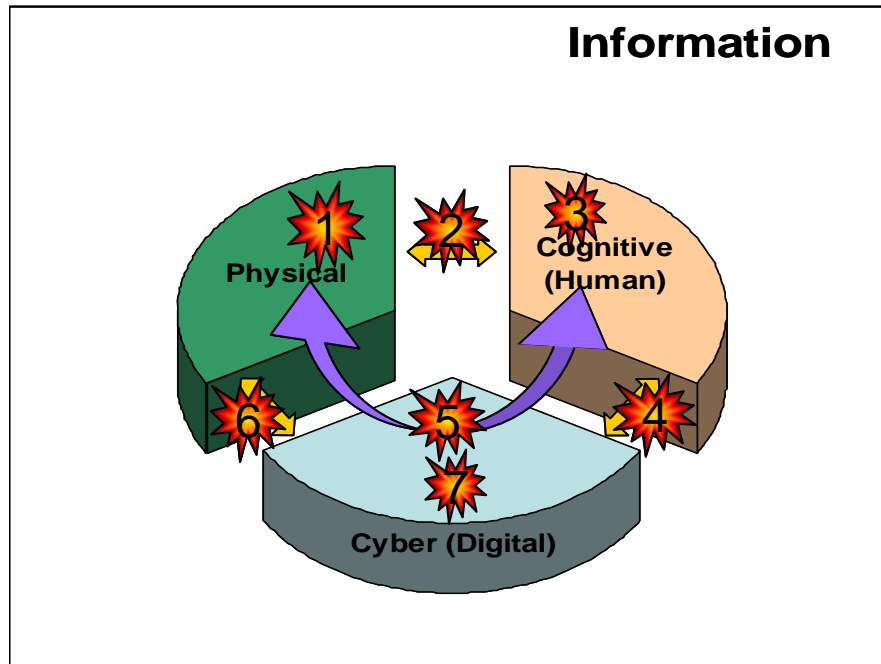 Information
1
2
3
Physical
Cognitive
(Human)
6
5
4
7
Cyber (Digital)